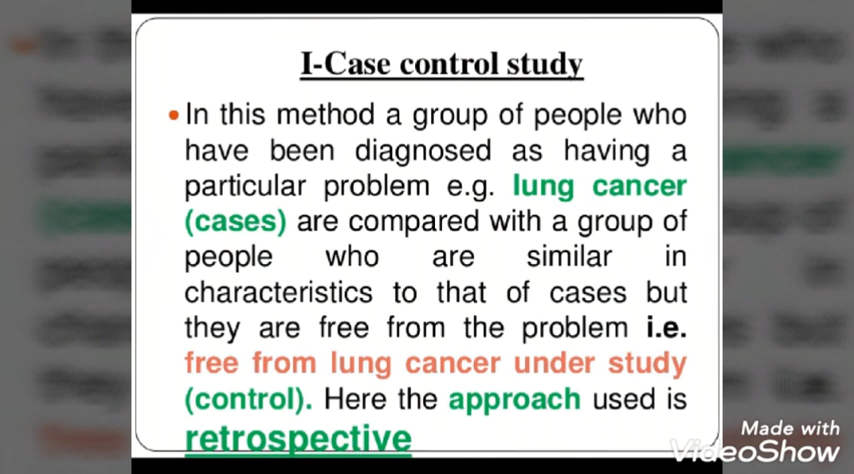 I-Case control study
• In this method a group of people who
have been diagnosed as having a
particular problem e.g. lung cancer
(cases) are compared with a group of
people who are similar in
characteristics to that of cases but
they are free from the problem i.e.
free from lung cancer under study
(control). Here the approach used is
retrospective
Made with
VideoShow